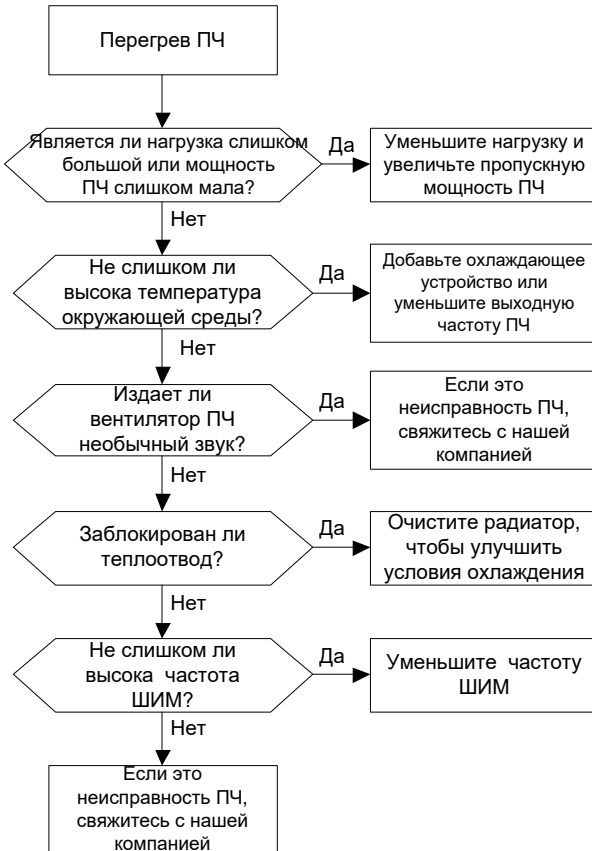 Перегрев ПЧ
Является ли нагрузка слишком
большой или мощность
ПЧ слишком мала?
Да
Уменьшите нагрузку и
увеличьте пропускную
мощность ПЧ
Нет
Не слишком ли
высока температура
окружающей среды?
Да
Добавьте охлаждающее
устройство или
уменьшите выходную
частоту ПЧ
Нет
Издает ли
вентилятор ПЧ
необычный звук?
Да
Если это
неисправность ПЧ,
свяжитесь с нашей
компанией
Нет
Заблокирован ли
теплоотвод?
Да
Очистите радиатор,
чтобы улучшить
условия охлаждения
Нет
Не слишком ли
высока частота
ШИМ?
Да
Уменьшите частоту
ШИМ
Нет
Если это
неисправность ПЧ,
свяжитесь с нашей
компанией